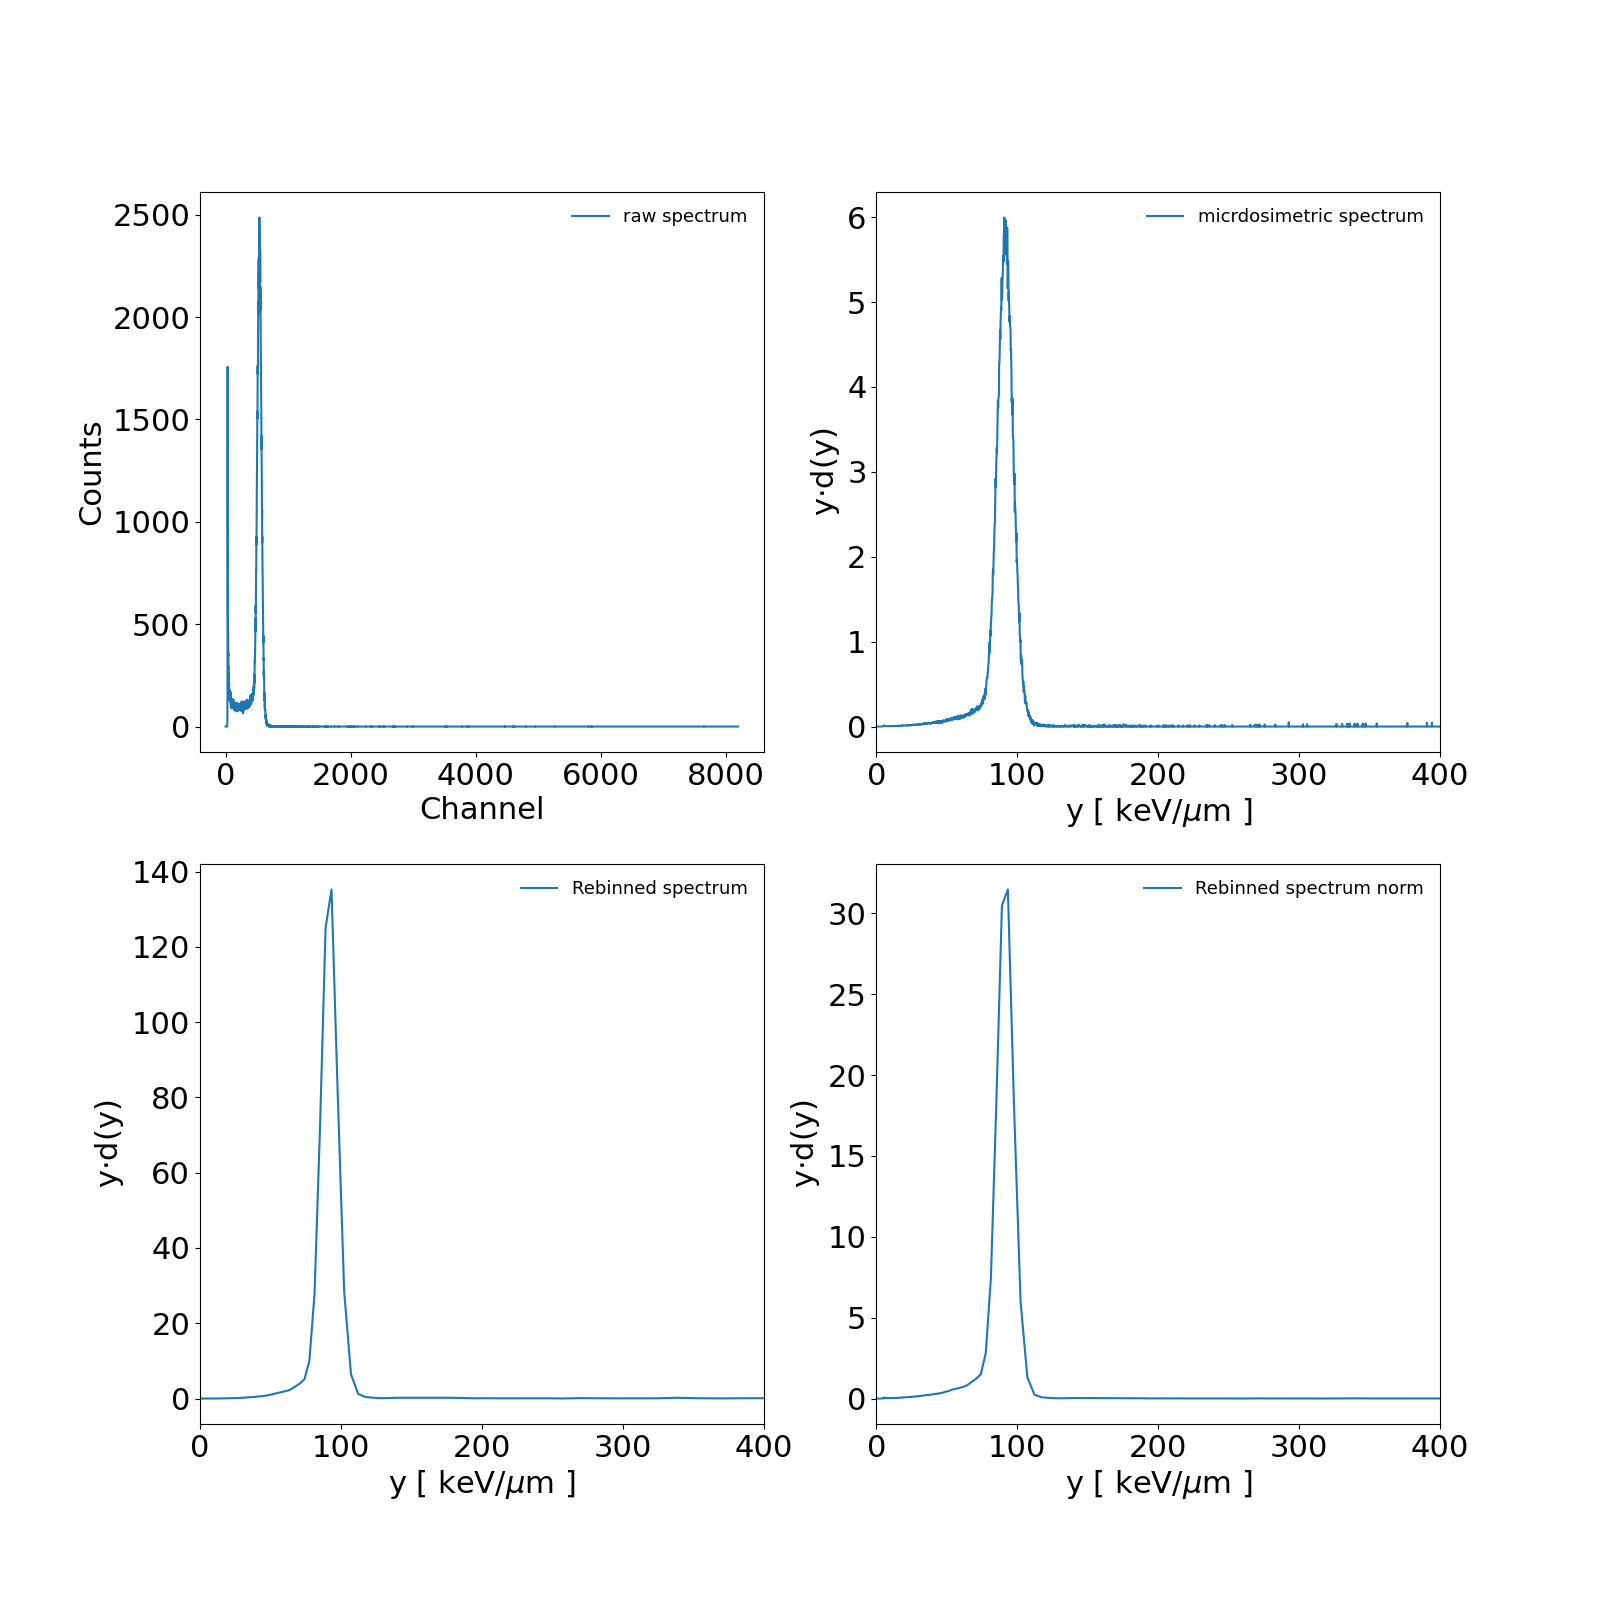 raw spectrum
2500
2000
1500
1000
500
0
Counts
0 2000 4000 6000 8000
Channel
micrdosimetric spectrum
6
5
4
3
2
1
0
y·d(y)
0 100 200 300 400
y [ keV/μm ]
Rebinned spectrum
140
120
100
80
60
40
20
0
y·d(y)
0 100 200 300 400
y [ keV/μm ]
Rebinned spectrum norm
30
25
20
15
10
5
0
y·d(y)
0 100 200 300 400
y [ keV/μm ]